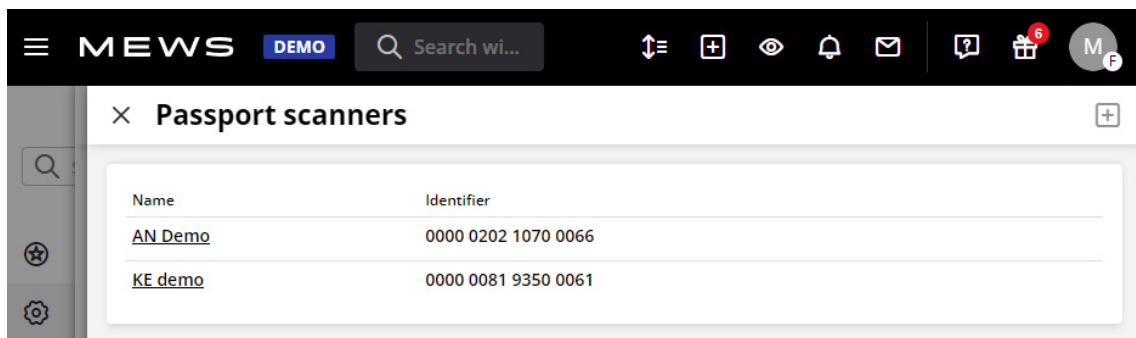 MEWS DEMO Search wi... 6 M F
Passport scanners
Name Identifier
AN Demo 0000 0202 1070 0066
KE demo 0000 0081 9350 0061